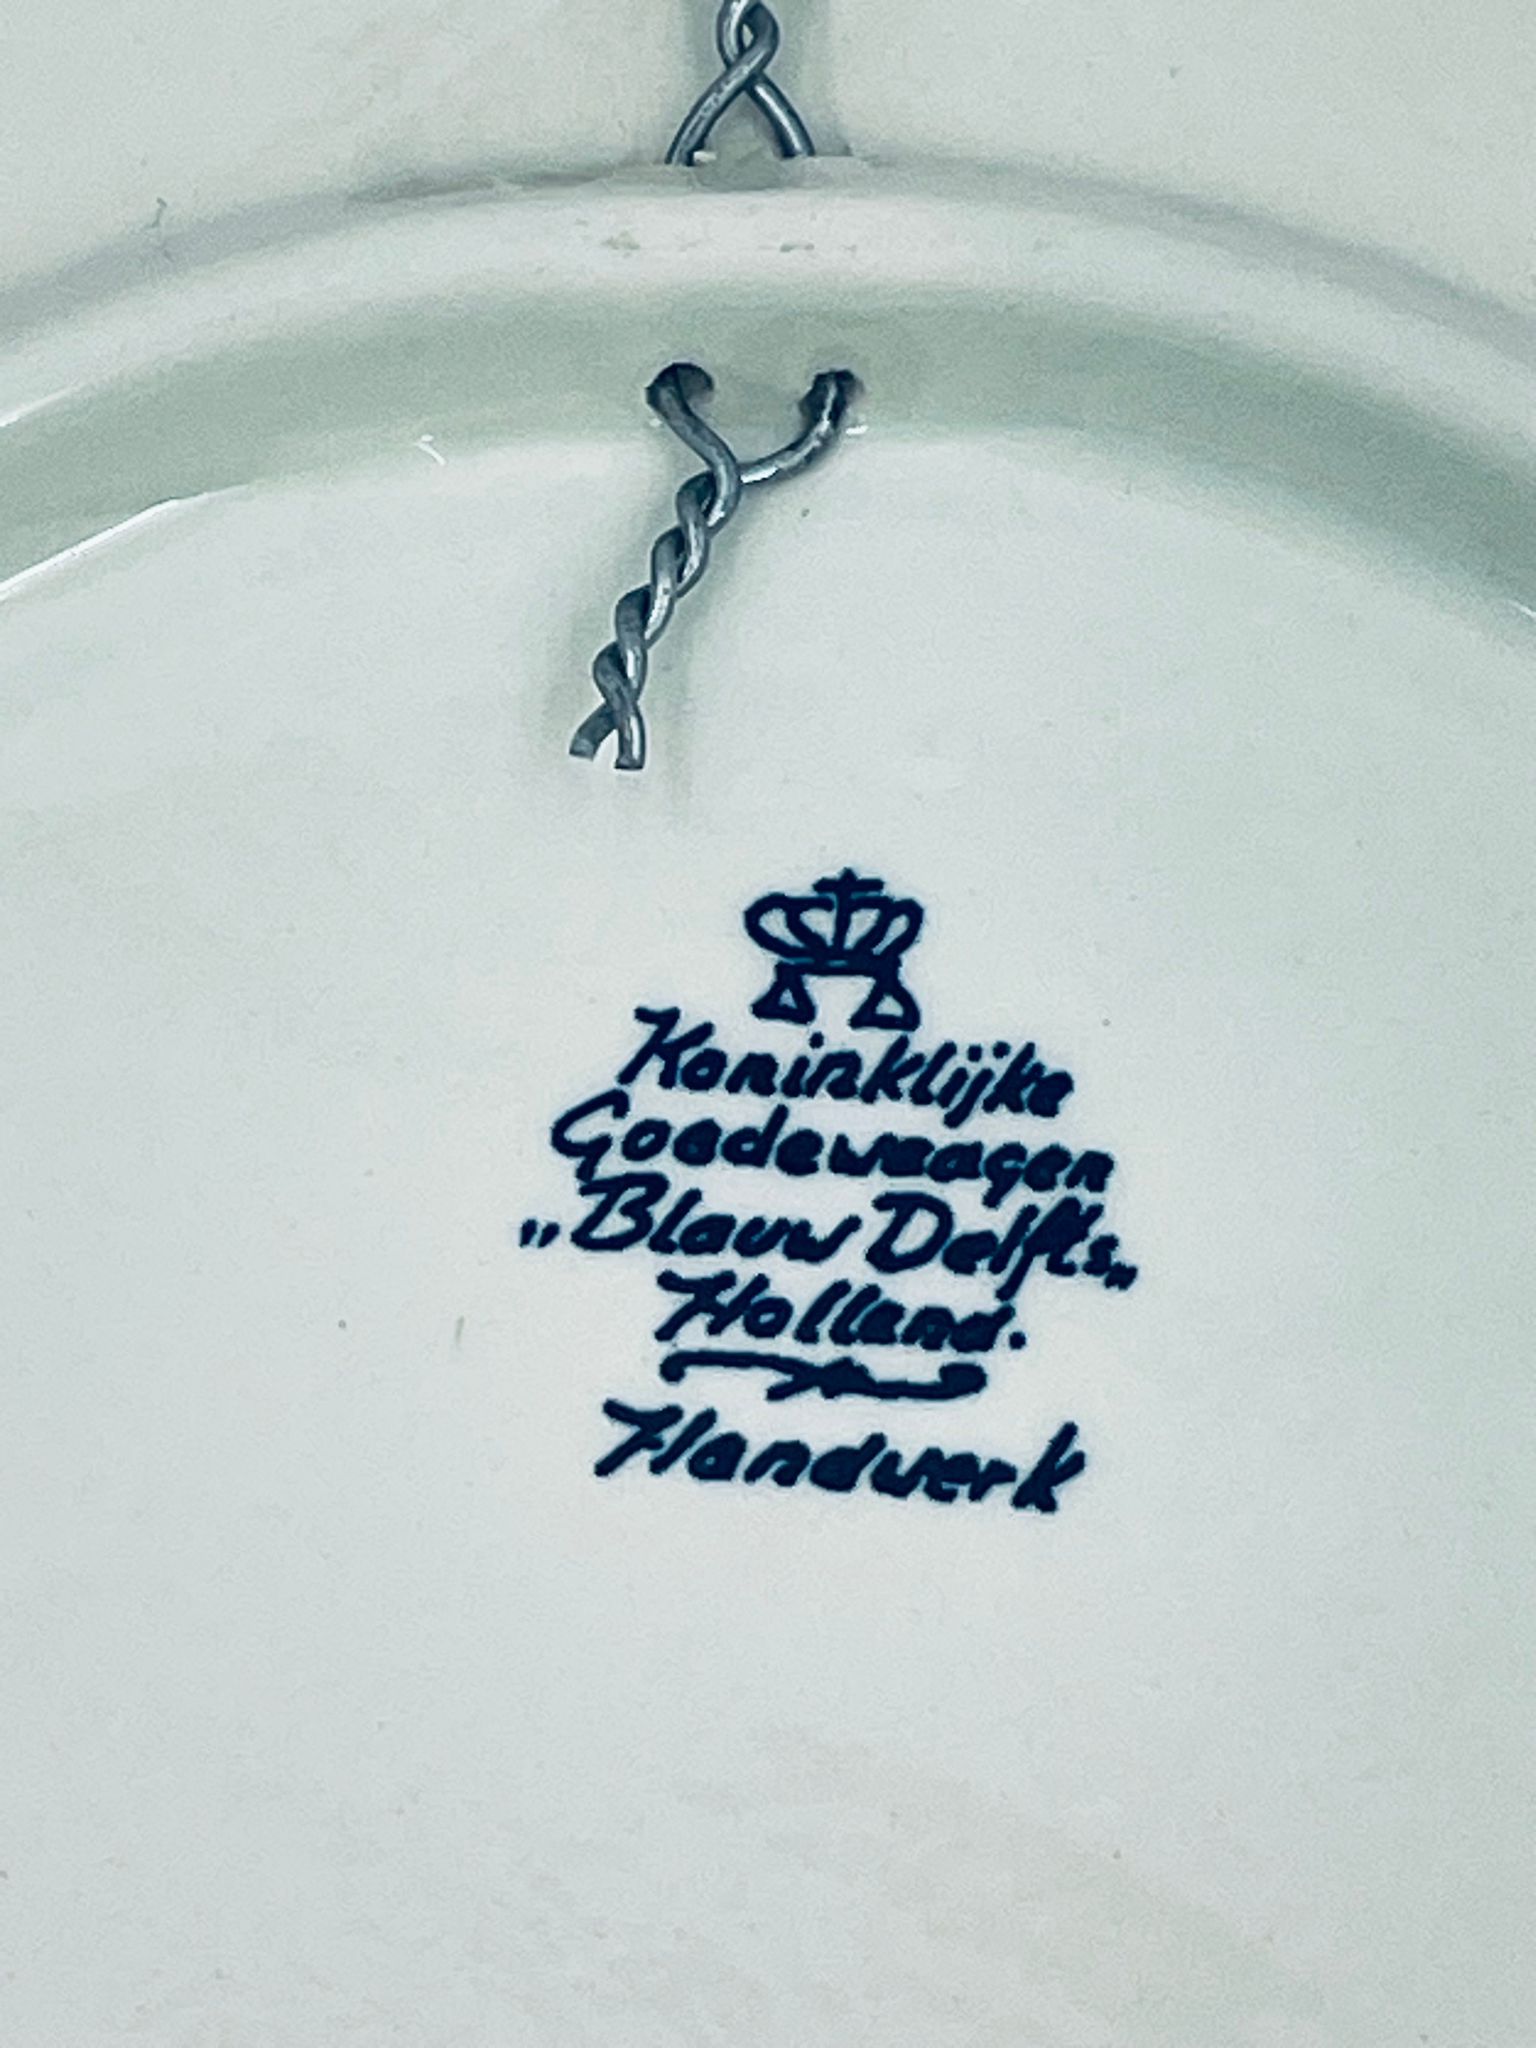 Koninklijke
Goedewaagen
„Blauw Delfts„
Holland.
Handwerk